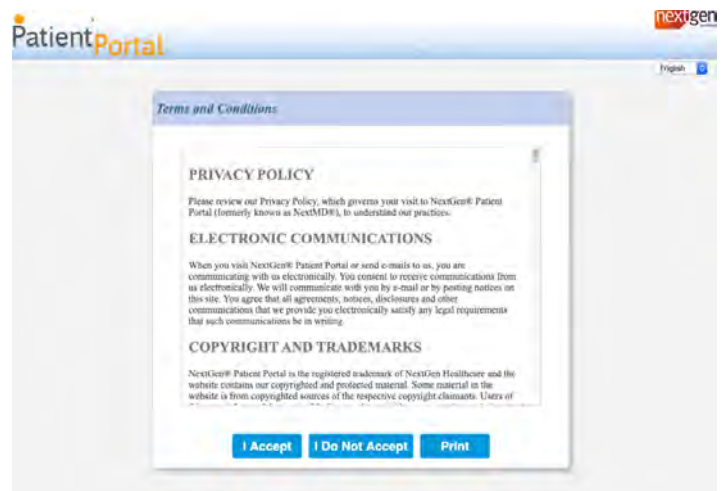 PatientPortal
nextgen
English
Terms and Conditions
PRIVACY POLICY
Please review our Privacy Policy, which governs your visit to NextGen® Patient
Portal (formerly known as NextMD®), to understand our practices.
ELECTRONIC COMMUNICATIONS
When you visit NextGen® Patient Portal or send e-mails to us, you are
communicating with us electronically. You consent to receive communications from
us electronically. We will communicate with you by e-mail or by posting notices on
this site. You agree that all agreements, notices, disclosures and other
communications that we provide you electronically satisfy any legal requirements
that such communications be in writing.
COPYRIGHT AND TRADEMARKS
NextGen® Patient Portal is the registered trademark of NextGen Healthcare and the
website contains our copyrighted and protected material. Some material in the
website is from copyrighted sources of the respective copyright claimants. Users of
I Accept I Do Not Accept Print